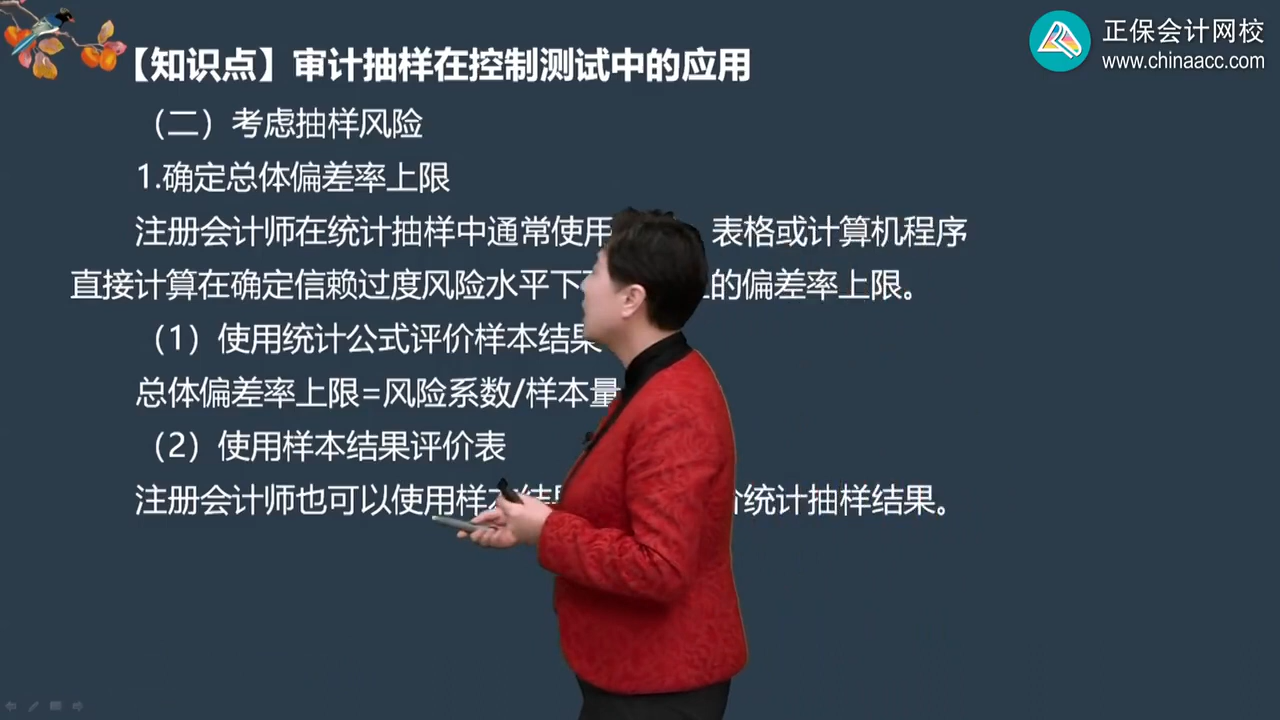 正保会计网校
www.chinaacc.com
【知识点】审计抽样在控制测试中的应用
（二）考虑抽样风险
1.确定总体偏差率上限
注册会计师在统计抽样中通常使用 表格或计算机程序
直接计算在确定信赖过度风险水平下 的偏差率上限。
（1）使用统计公式评价样本结果
总体偏差率上限=风险系数/样本量
（2）使用样本结果评价表
注册会计师也可以使用样本结 统计抽样结果。